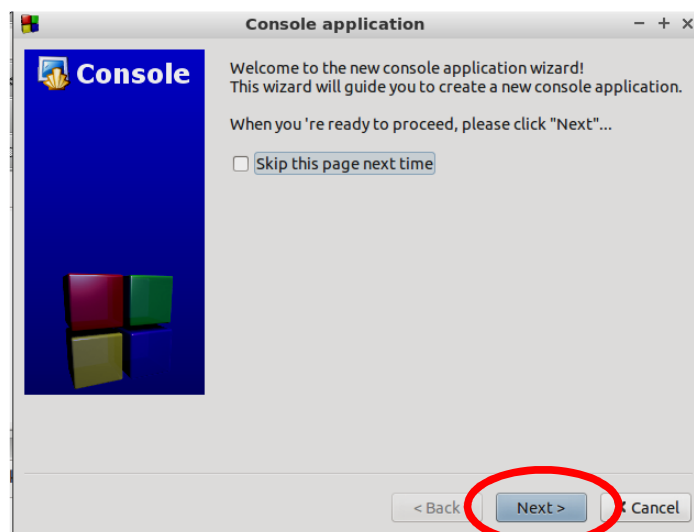 Console application
Console
Welcome to the new console application wizard!
This wizard will guide you to create a new console application.
When you 're ready to proceed, please click "Next"...
Skip this page next time
< Back
Next >
Cancel